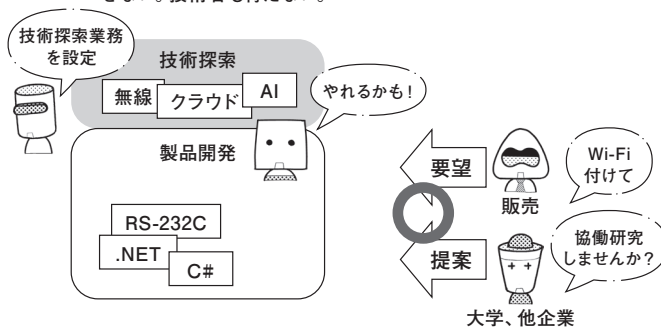 技術探索業務
を設定
技術探索
無線
クラウド
AI
やれるかも!
製品開発
RS-232C
.NET
C#
要望
販売
Wi-Fi
付けて
提案
協働研究
しませんか?
大学、他企業